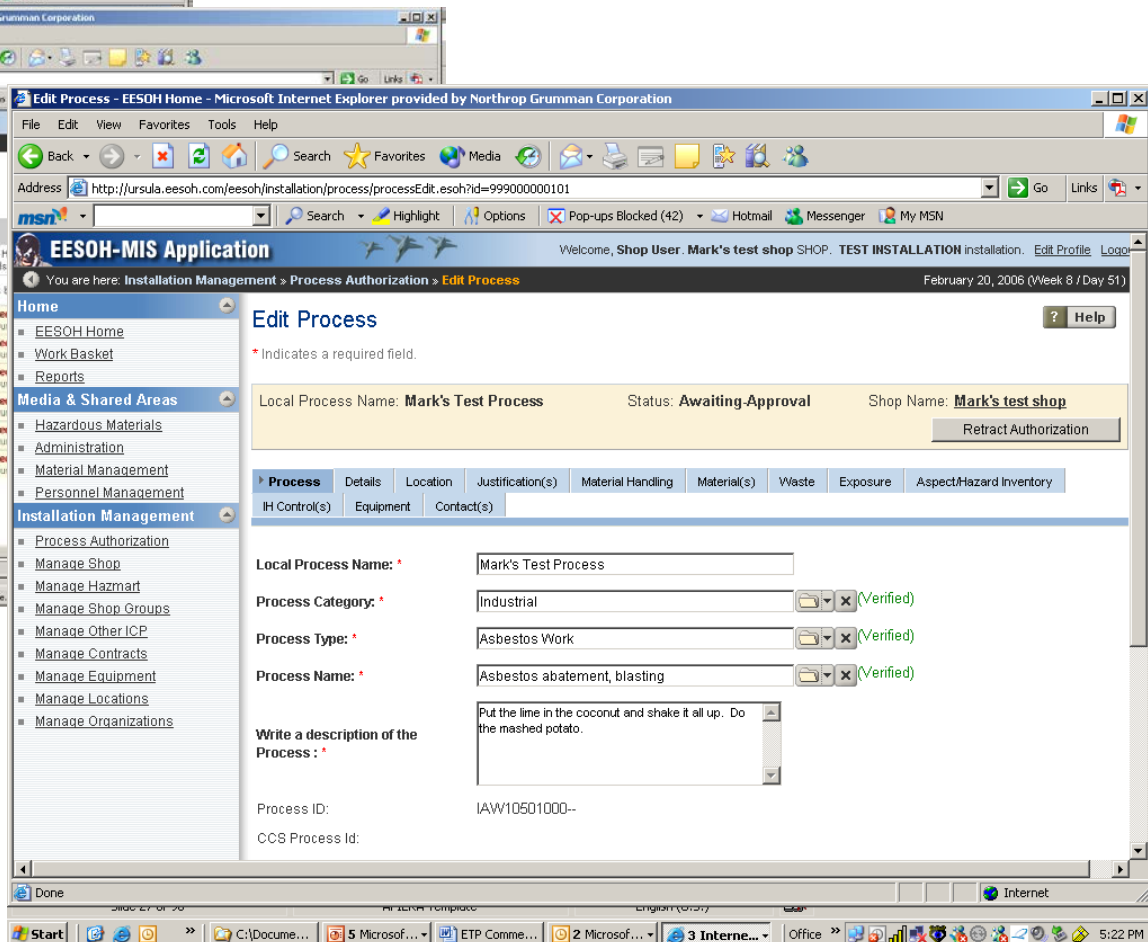 Grumman Corporation
Go Links
Edit Process - EESOH Home - Microsoft Internet Explorer provided by Northrop Grumman Corporation
File Edit View Favorites Tools Help
Back Search Favorites Media
Address http://ursula.eesoh.com/eesoh/installation/process/processEdit.esoh?id=999000000101 Go Links
msn Search Highlight Options Pop-ups Blocked (42) Hotmail Messenger My MSN
EESOH-MIS Application Welcome, Shop User. Mark's test shop SHOP. TEST INSTALLATION installation. Edit Profile Logo
You are here: Installation Management » Process Authorization » Edit Process February 20, 2006 (Week 8 / Day 51)
Home
EESOH Home
Work Basket
Reports
Media & Shared Areas
Hazardous Materials
Administration
Material Management
Personnel Management
Installation Management
Process Authorization
Manage Shop
Manage Hazmart
Manage Shop Groups
Manage Other ICP
Manage Contracts
Manage Equipment
Manage Locations
Manage Organizations
Edit Process ? Help
* Indicates a required field.
Local Process Name: Mark's Test Process Status: Awaiting-Approval Shop Name: Mark's test shop
Retract Authorization
Process Details Location Justification(s) Material Handling Material(s) Waste Exposure Aspect/Hazard Inventory
IH Control(s) Equipment Contact(s)
Local Process Name: * Mark's Test Process
Process Category: * Industrial (Verified)
Process Type: * Asbestos Work (Verified)
Process Name: * Asbestos abatement, blasting (Verified)
Write a description of the
Process : *
Put the lime in the coconut and shake it all up. Do
the mashed potato.
Process ID: IAW10501000--
CCS Process Id:
Done Internet
Start » C:\Docume... 5 Microsof... ETP Comme... 2 Microsof... 3 Interne... Office » 5:22 PM